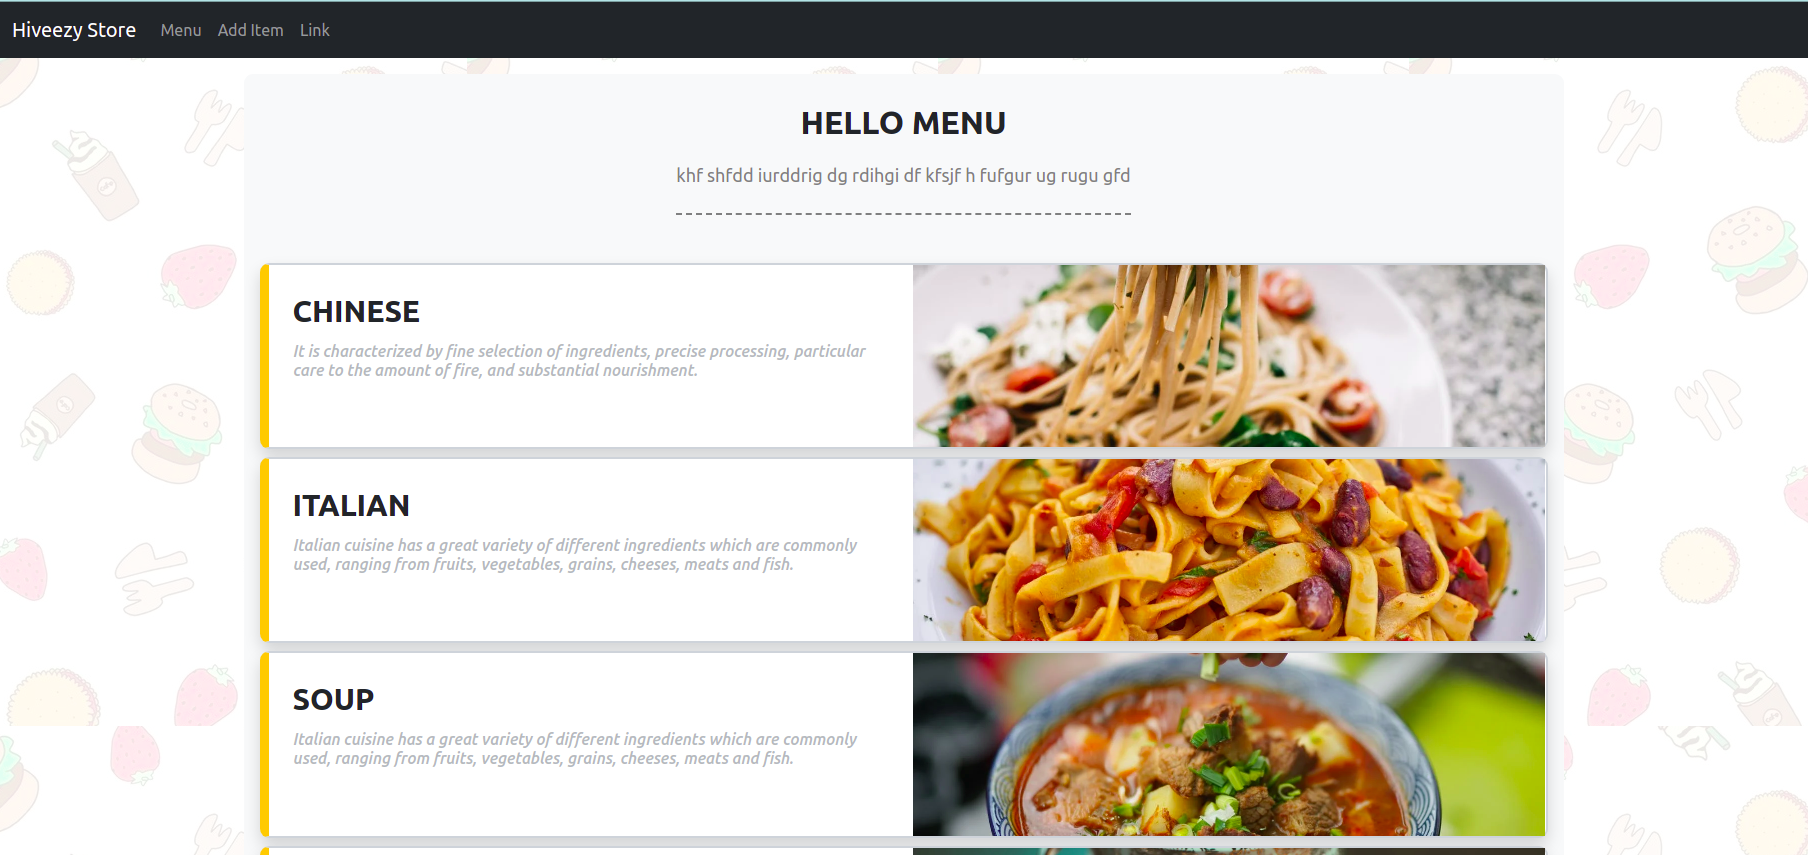 Hiveezy Store Menu Add Item Link
HELLO MENU
khf shfdd iurddrig dg rdihgi df kfsjf h fufgur ug rugu gfd
CHINESE
It is characterized by fine selection of ingredients, precise processing, particular
care to the amount of fire, and substantial nourishment.
ITALIAN
Italian cuisine has a great variety of different ingredients which are commonly
used, ranging from fruits, vegetables, grains, cheeses, meats and fish.
SOUP
Italian cuisine has a great variety of different ingredients which are commonly
used, ranging from fruits, vegetables, grains, cheeses, meats and fish.